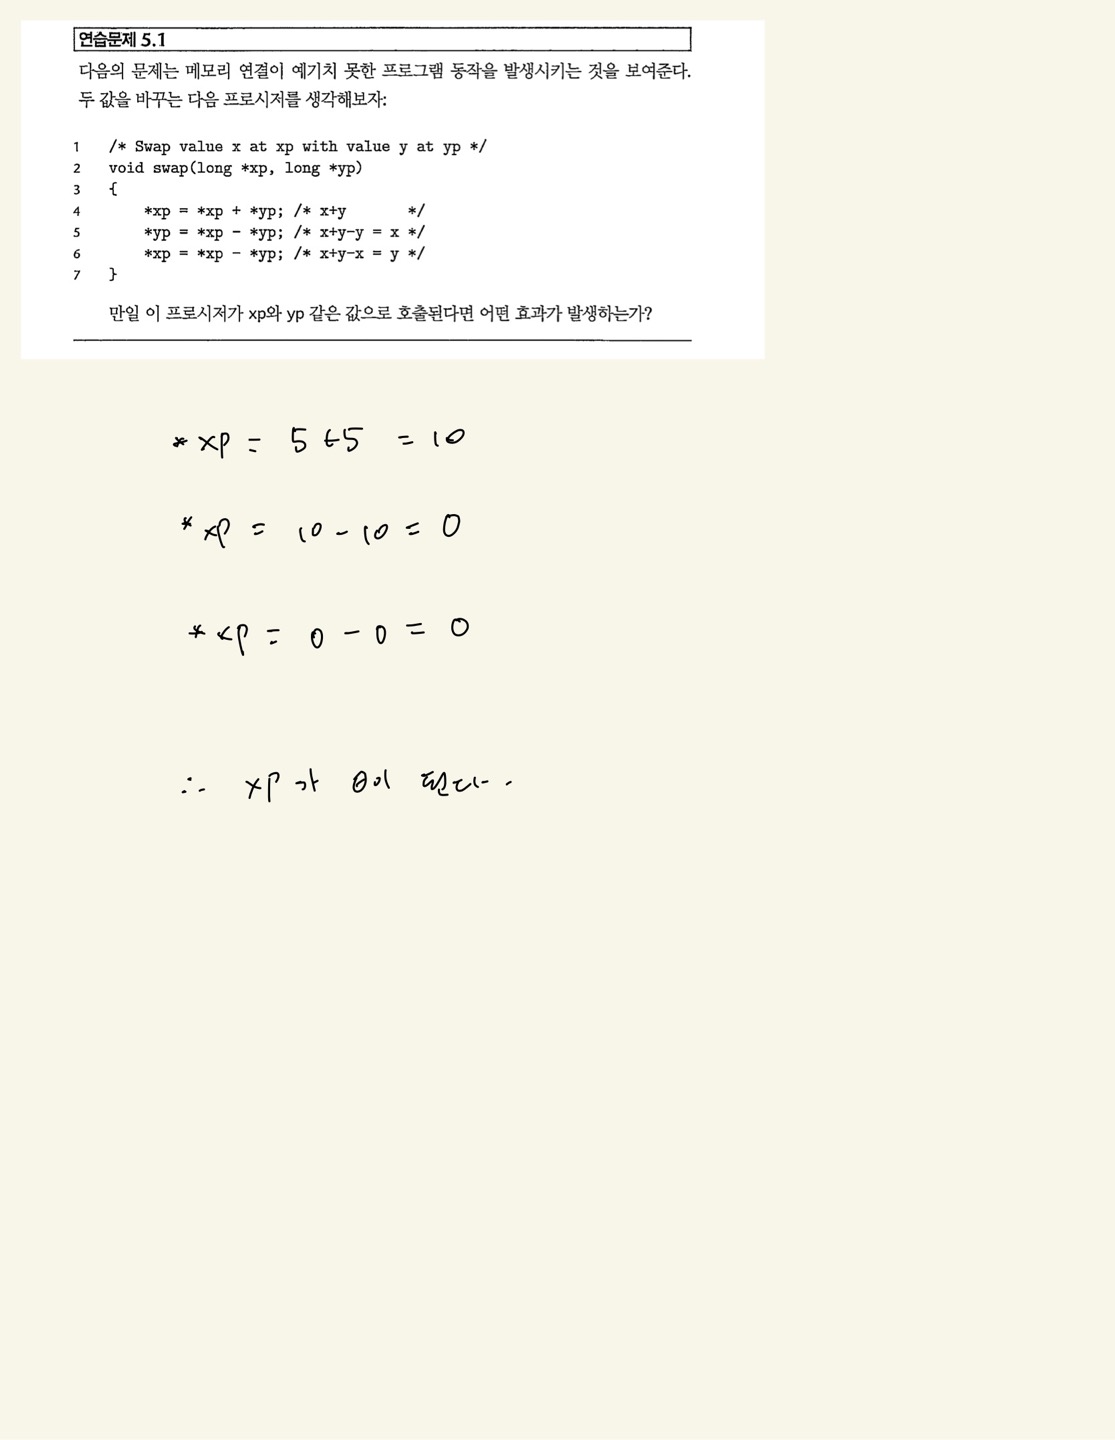 연습문제 5.1
다음의 문제는 메모리 연결이 예기치 못한 프로그램 동작을 발생시키는 것을 보여준다.
두 값을 바꾸는 다음 프로시저를 생각해보자:
1 /* Swap value x at xp with value y at yp */
2 void swap(long *xp, long *yp)
3 {
4 *xp = *xp + *yp; /* x+y */
5 *yp = *xp - *yp; /* x+y-y = x */
6 *xp = *xp - *yp; /* x+y-x = y */
7 }
만일 이 프로시저가 xp와 yp 같은 값으로 호출된다면 어떤 효과가 발생하는가?
* xp = 5 + 5 = 10
* xp = 10 - 10 = 0
* xp = 0 - 0 = 0
∴ xp가 0이 된다.